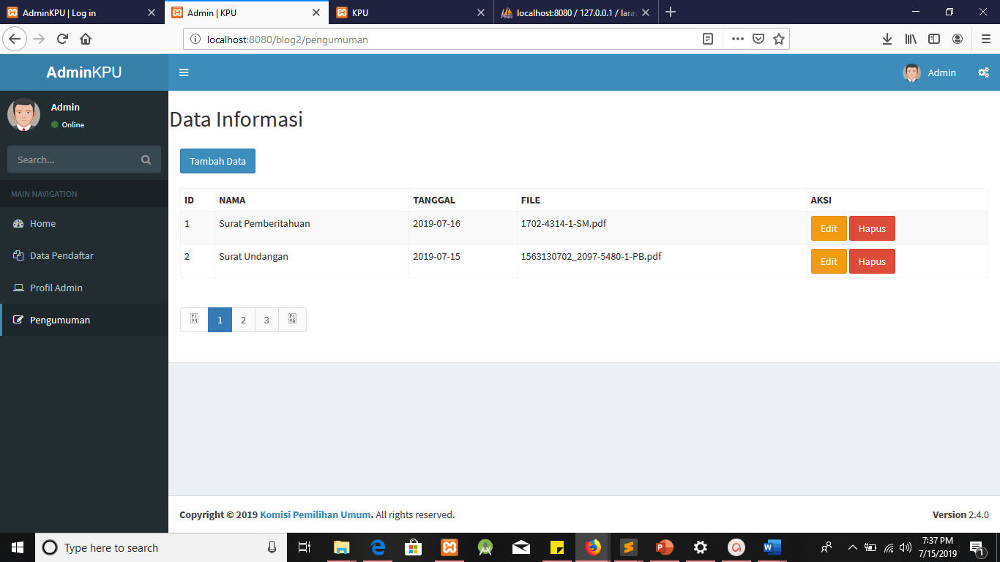 AdminKPU | Log in
Admin | KPU
KPU
localhost:8080 / 127.0.0.1 / lara
localhost:8080/blog2/pengumuman
AdminKPU
Admin
Admin
Online
Search...
MAIN NAVIGATION
Home
Data Pendaftar
Profil Admin
Pengumuman
Data Informasi
Tambah Data
ID NAMA TANGGAL FILE AKSI
1 Surat Pemberitahuan 2019-07-16 1702-4314-1-SM.pdf Edit Hapus
2 Surat Undangan 2019-07-15 1563130702_2097-5480-1-PB.pdf Edit Hapus
1 2 3
Copyright © 2019 Komisi Pemilihan Umum. All rights reserved.
Version 2.4.0
Type here to search
7:37 PM
7/15/2019
1